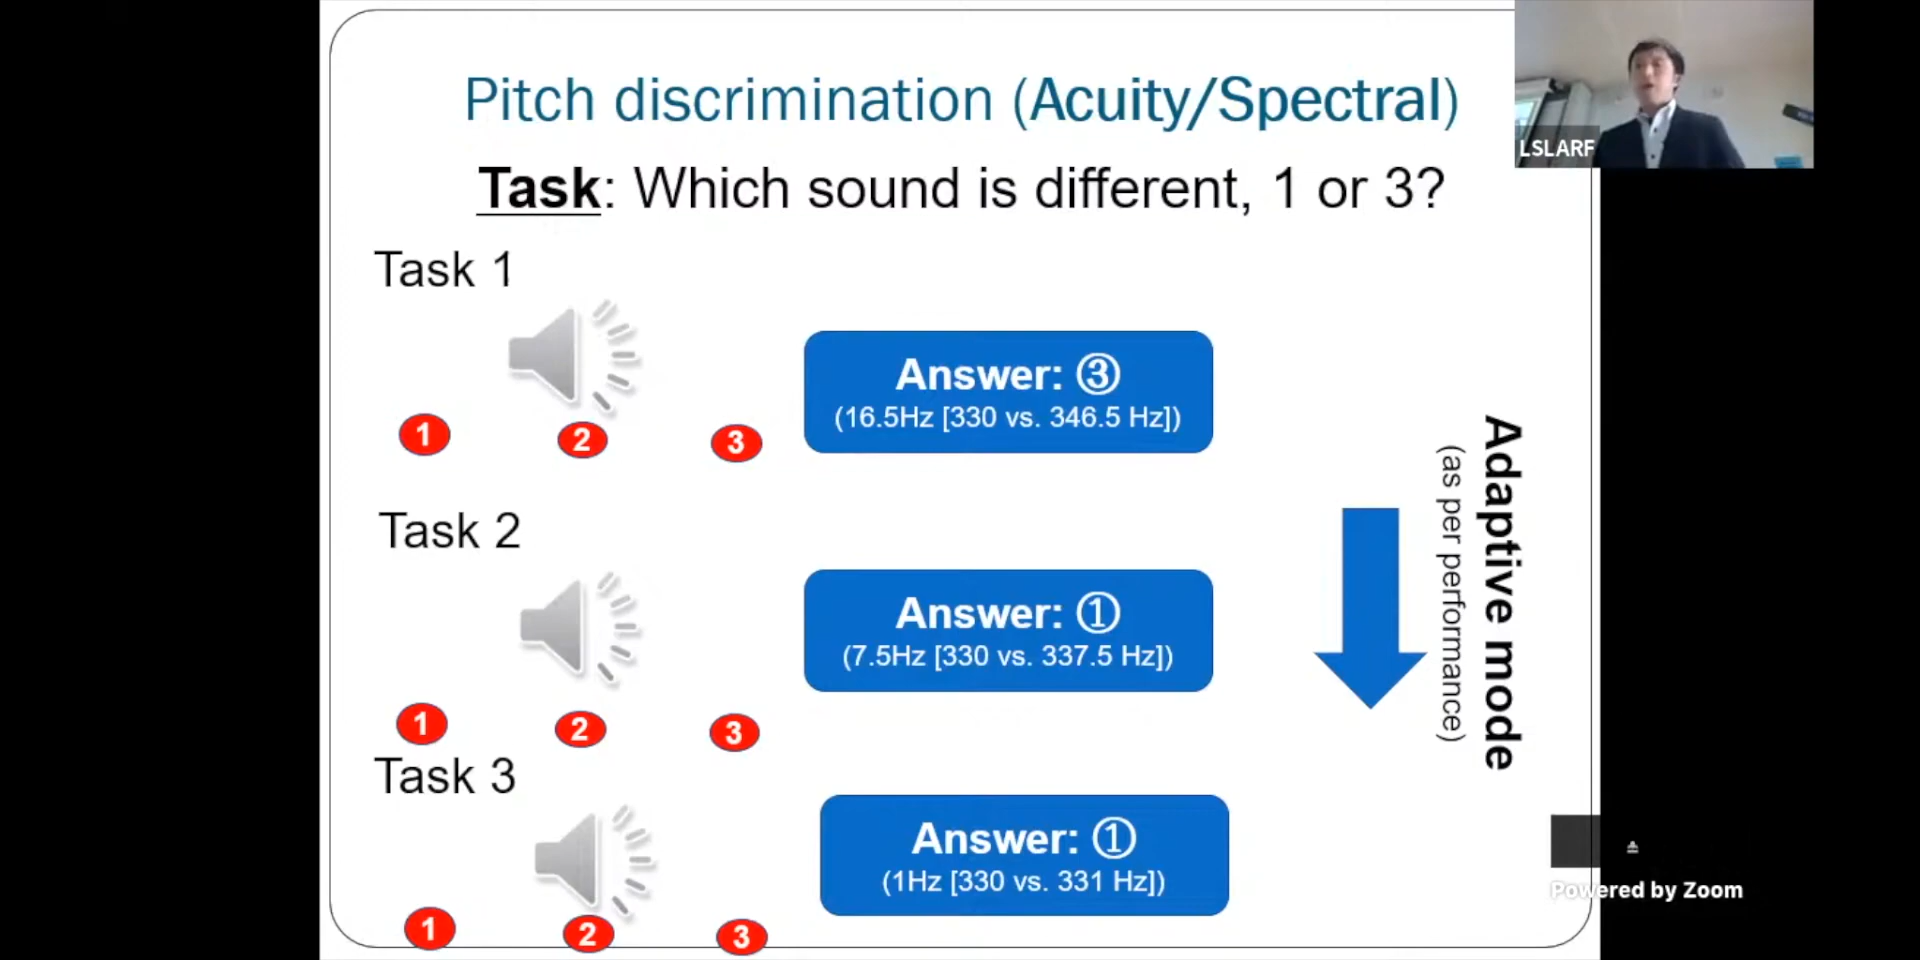 Pitch discrimination (Acuity/Spectral)
LSLARF
Task: Which sound is different, 1 or 3?
Task 1
Answer: ③
(16.5Hz [330 vs. 346.5 Hz])
1 2 3
Task 2
Answer: ①
(7.5Hz [330 vs. 337.5 Hz])
1 2 3
Task 3
Answer: ①
(1Hz [330 vs. 331 Hz])
1 2 3
Adaptive mode
(as per performance)
Powered by Zoom